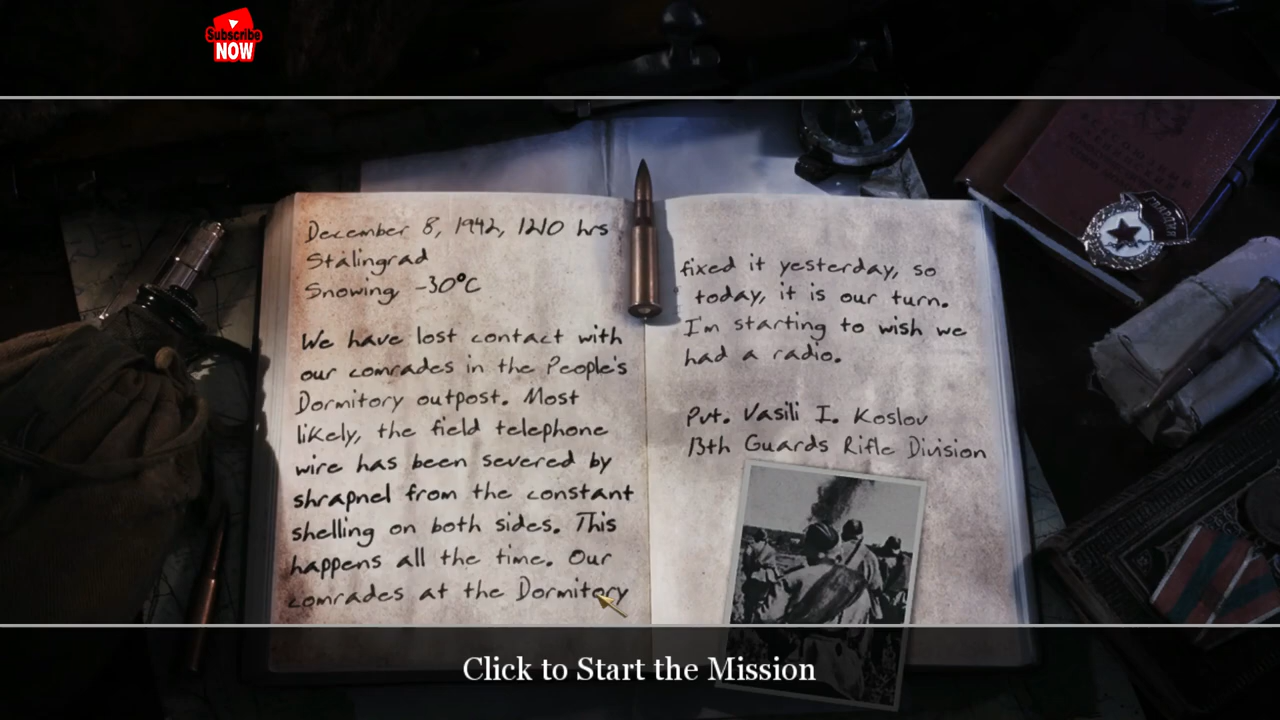 Subscribe
NOW
December 8, 1942, 1210 hrs
Stalingrad
Snowing -30°C
We have lost contact with
our comrades in the People's
Dormitory outpost. Most
likely, the field telephone
wire has been severed by
shrapnel from the constant
shelling on both sides. This
happens all the time. Our
comrades at the Dormitory
fixed it yesterday, so
today, it is our turn.
I'm starting to wish we
had a radio.
Pvt. Vasili I. Koslov
13th Guards Rifle Division
Click to Start the Mission